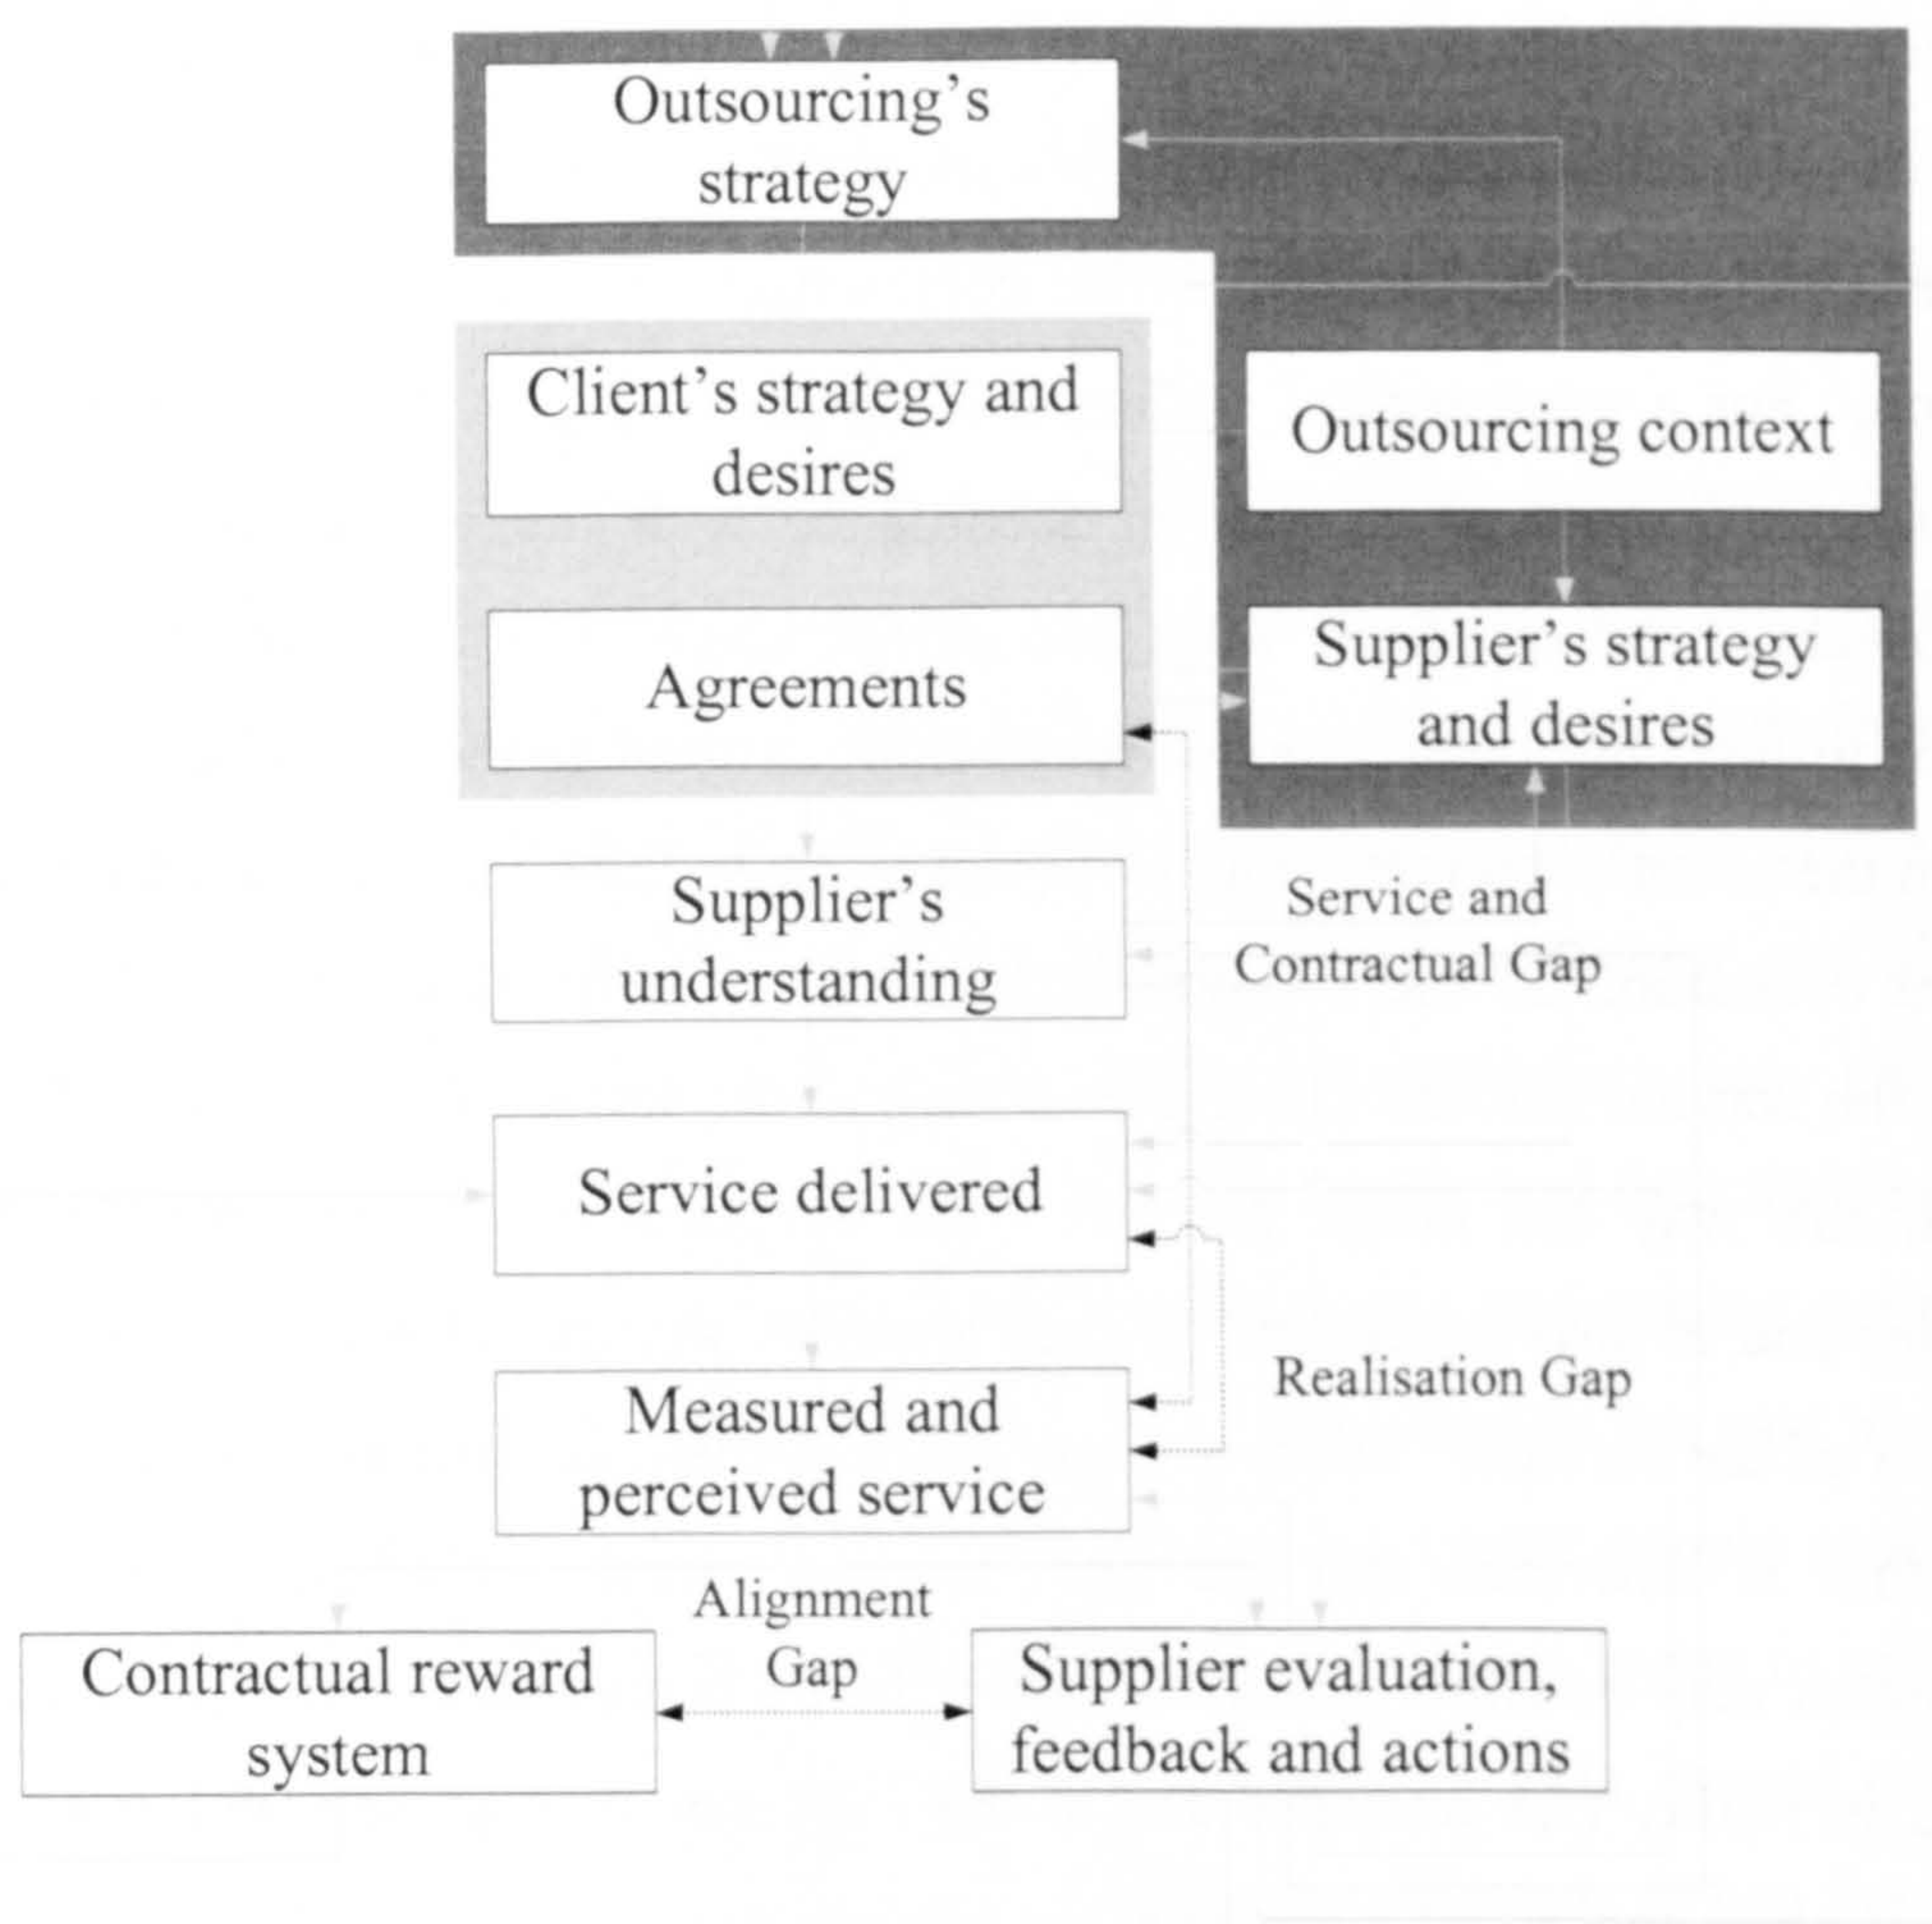 Outsourcing's
strategy
Client's strategy and
desires
Outsourcing context
Agreements
Supplier's strategy
and desires
Supplier's
understanding
Service and
Contractual Gap
Service delivered
Measured and
perceived service
Realisation Gap
Alignment
Gap
Contractual reward
system
Supplier evaluation,
feedback and actions